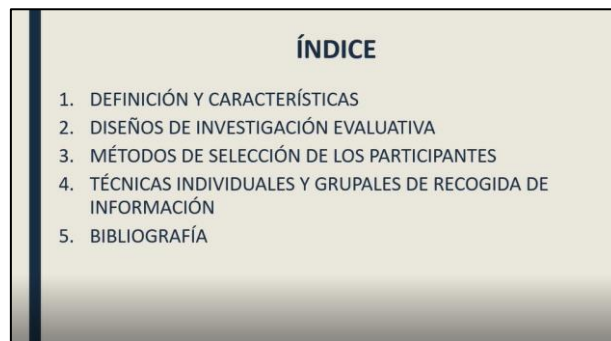 ÍNDICE
1. DEFINICIÓN Y CARACTERÍSTICAS
2. DISEÑOS DE INVESTIGACIÓN EVALUATIVA
3. MÉTODOS DE SELECCIÓN DE LOS PARTICIPANTES
4. TÉCNICAS INDIVIDUALES Y GRUPALES DE RECOGIDA DE
INFORMACIÓN
5. BIBLIOGRAFÍA